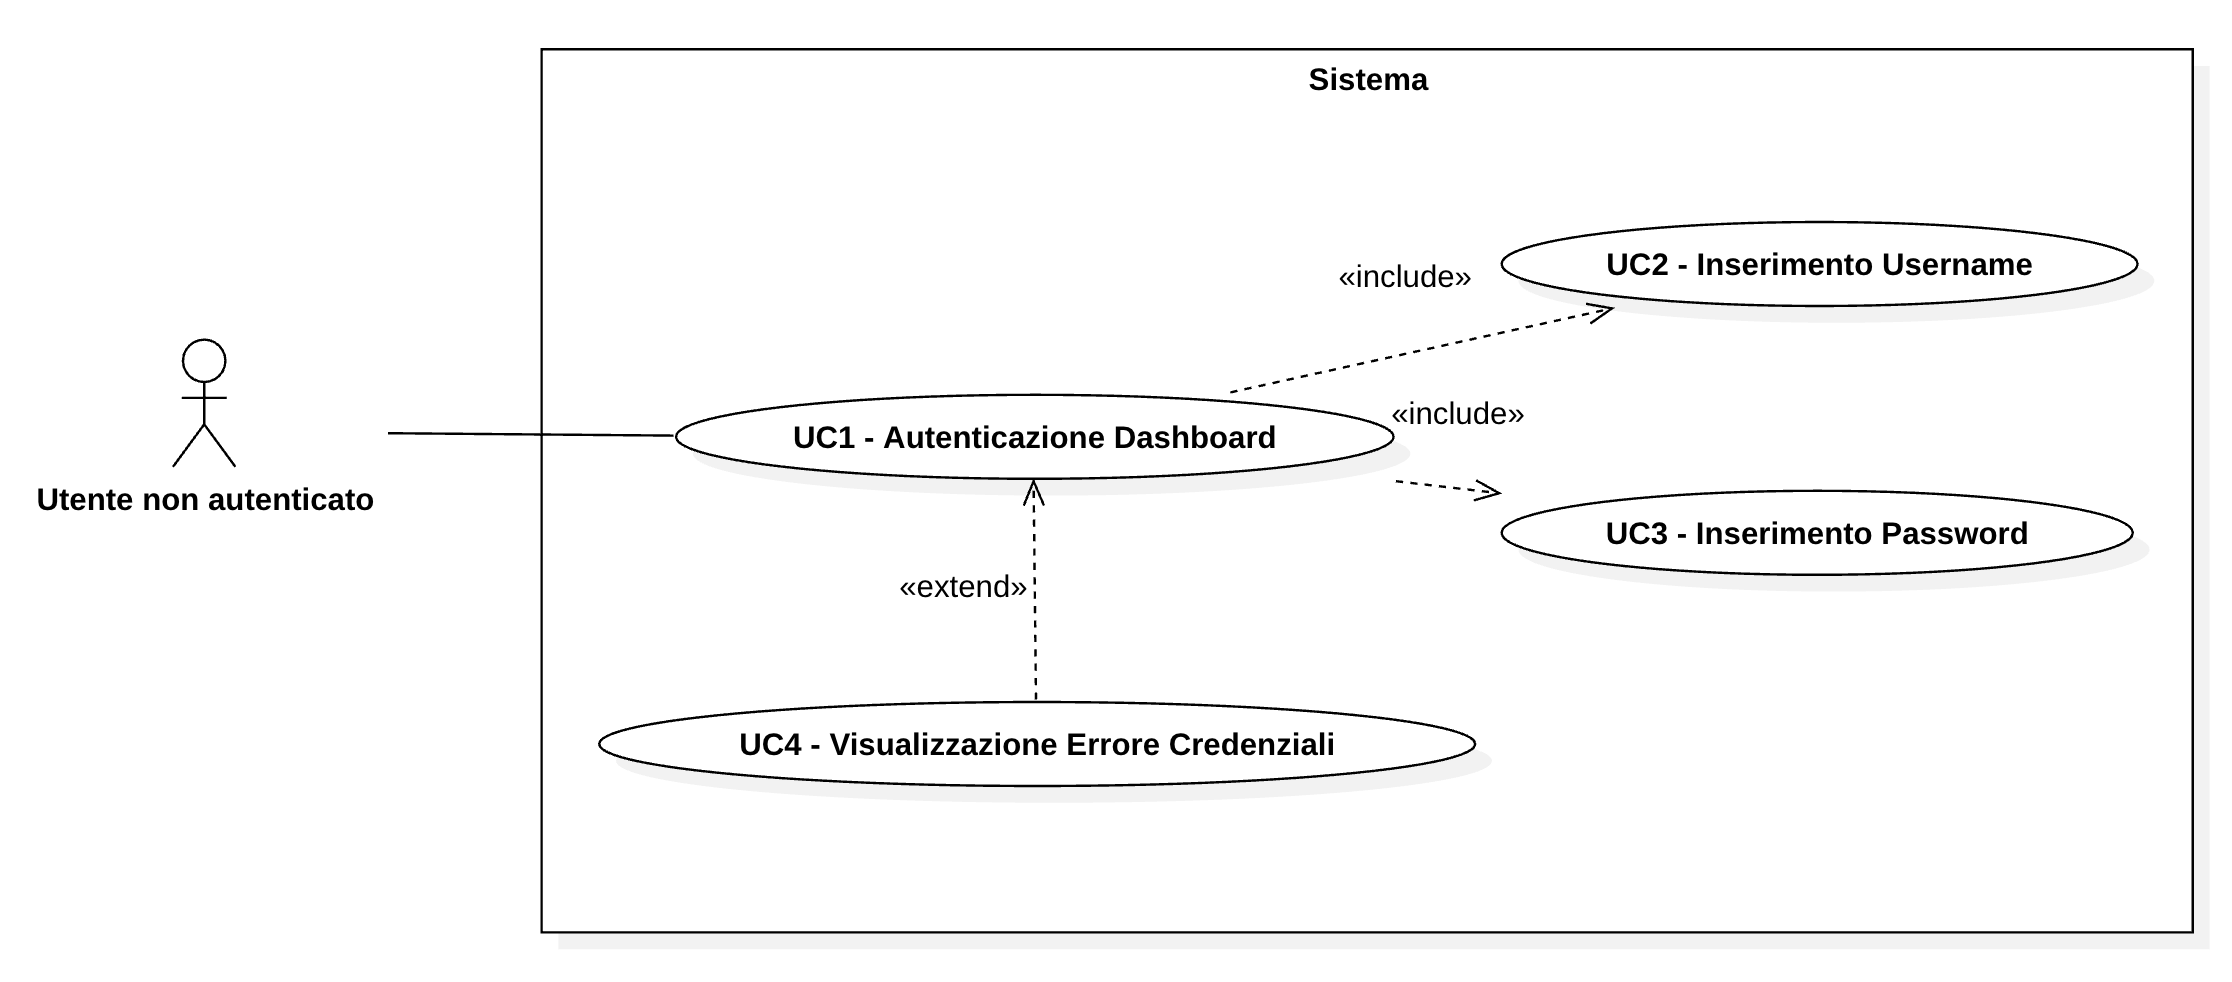 Sistema
«include»
UC2 - Inserimento Username
«include»
UC1 - Autenticazione Dashboard
Utente non autenticato
UC3 - Inserimento Password
«extend»
UC4 - Visualizzazione Errore Credenziali